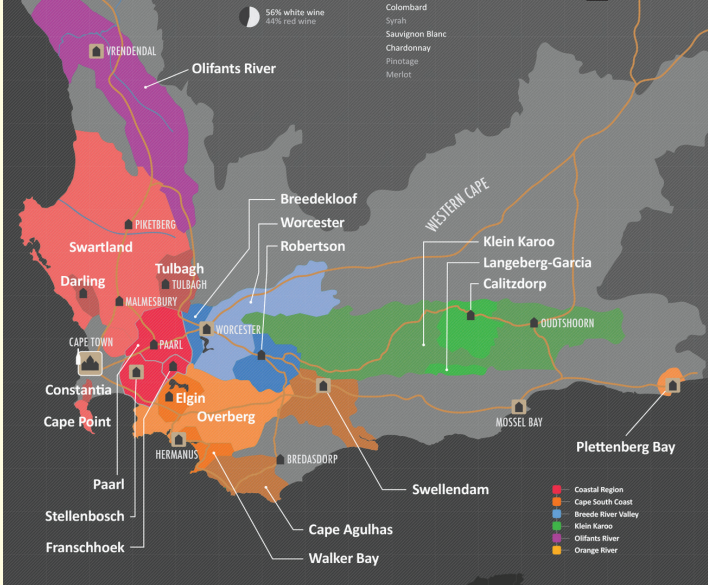 56% white wine
44% red wine
Colombard
Syrah
Sauvignon Blanc
Chardonnay
Pinotage
Merlot
VRENDENDAL
Olifants River
WESTERN CAPE
Breedekloof
Worcester
Robertson
PIKETBERG
Swartland
Klein Karoo
Langeberg-Garcia
Calitzdorp
Tulbagh
TULBAGH
Darling
MALMESBURY
WORCESTER
OUDTSHOORN
CAPE TOWN
PAARL
Constantia
Elgin
Cape Point
Overberg
MOSSEL BAY
Plettenberg Bay
HERMANUS
BREDASDORP
Paarl
Swellendam
Stellenbosch
Cape Agulhas
Franschhoek
Walker Bay
Coastal Region
Cape South Coast
Breede River Valley
Klein Karoo
Olifants River
Orange River